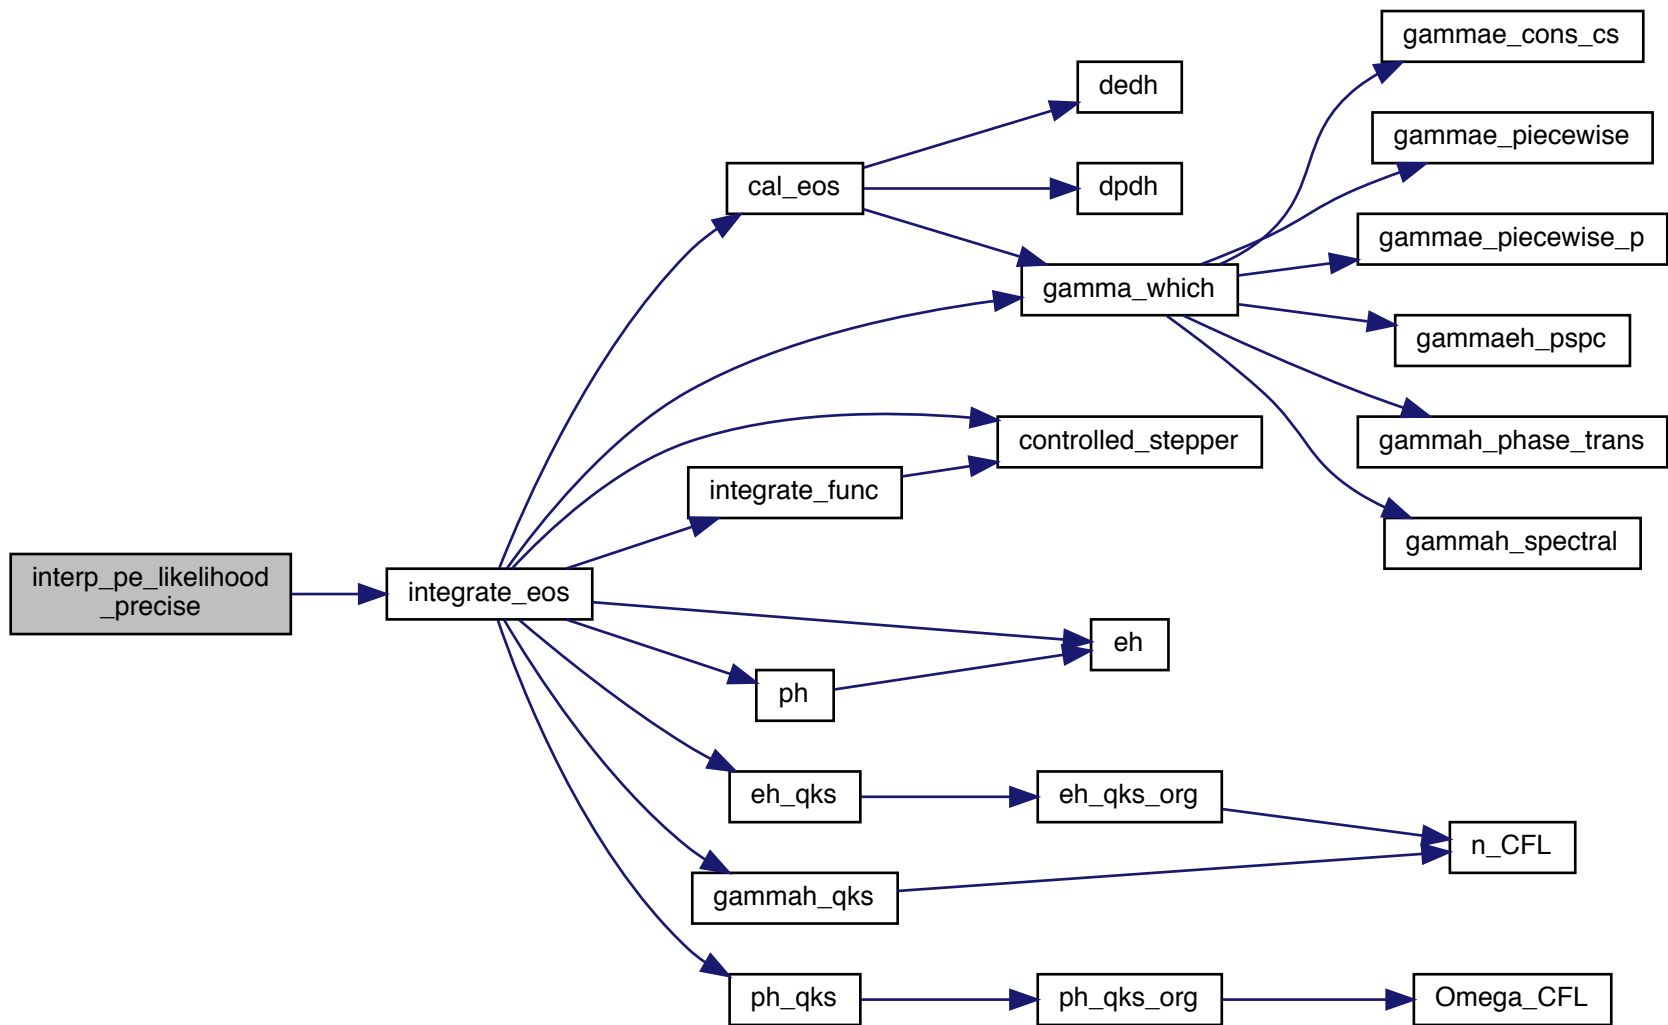 interp_pe_likelihood
_precise
integrate_eos
cal_eos
dedh
dpdh
gamma_which
gammae_cons_cs
gammae_piecewise
gammae_piecewise_p
gammaeh_pspc
gammah_phase_trans
gammah_spectral
controlled_stepper
integrate_func
eh
ph
eh_qks
eh_qks_org
n_CFL
gammah_qks
ph_qks
ph_qks_org
Omega_CFL